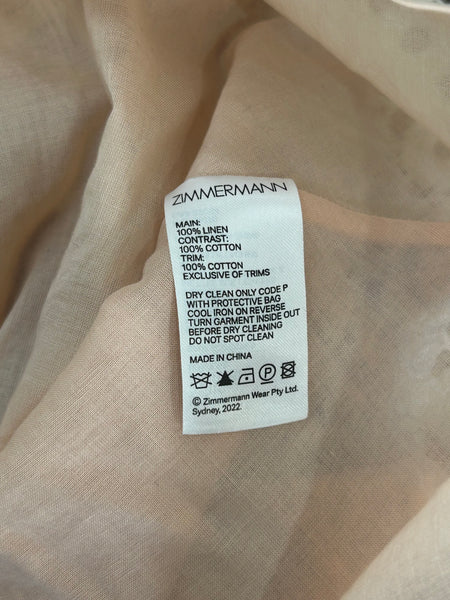 ZIMMERMANN
MAIN:
100% LINEN
CONTRAST:
100% COTTON
TRIM:
100% COTTON
EXCLUSIVE OF TRIMS
DRY CLEAN ONLY CODE P
WITH PROTECTIVE BAG
COOL IRON ON REVERSE
TURN GARMENT INSIDE OUT
BEFORE DRY CLEANING
DO NOT SPOT CLEAN
MADE IN CHINA
P
© Zimmermann Wear Pty Ltd.
Sydney, 2022.